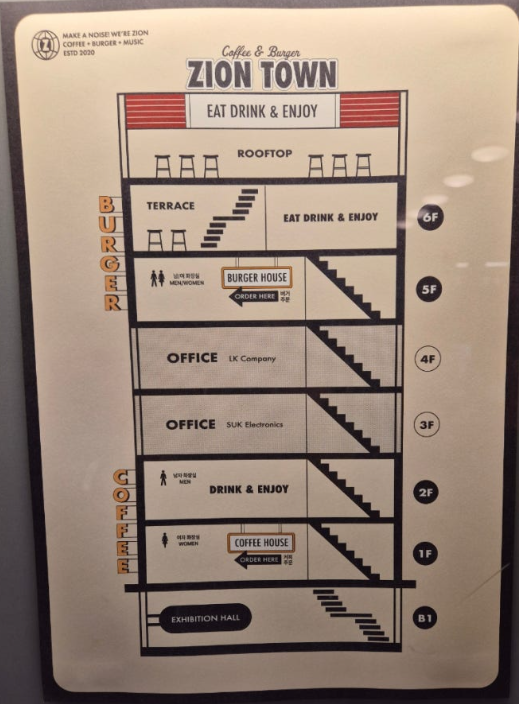 MAKE A NOISE! WE'RE ZION
COFFEE • BURGER • MUSIC
ESTD 2020
Z
Coffee & Burger
ZION TOWN
EAT DRINK & ENJOY
ROOFTOP
BURGER
TERRACE
EAT DRINK & ENJOY
6F
남/여 화장실
MEN/WOMEN
BURGER HOUSE
ORDER HERE
버거
주문
5F
OFFICE LK Company
4F
OFFICE SUK Electronics
3F
COFFEE
남자 화장실
MEN
DRINK & ENJOY
2F
여자 화장실
WOMEN
COFFEE HOUSE
ORDER HERE
커피
주문
1F
EXHIBITION HALL
B1